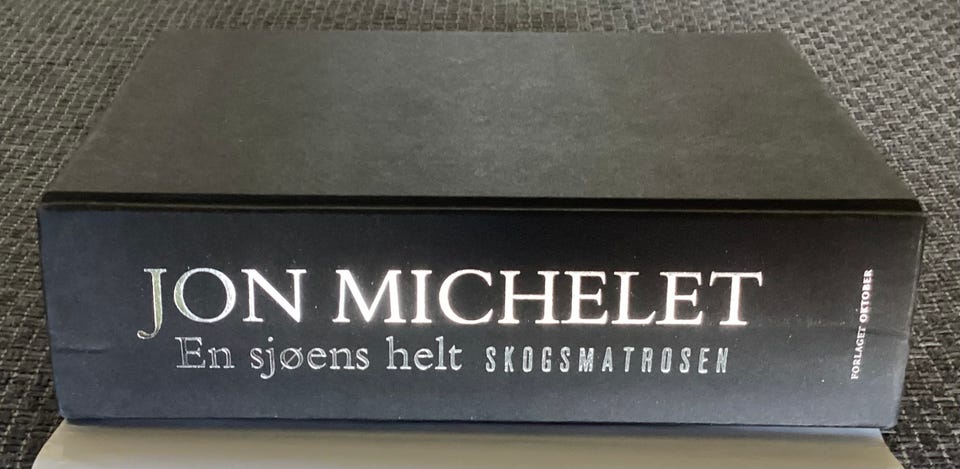 JON MICHELET
En sjøens helt SKOGSMATROSEN
FORLAGET OKTOBER